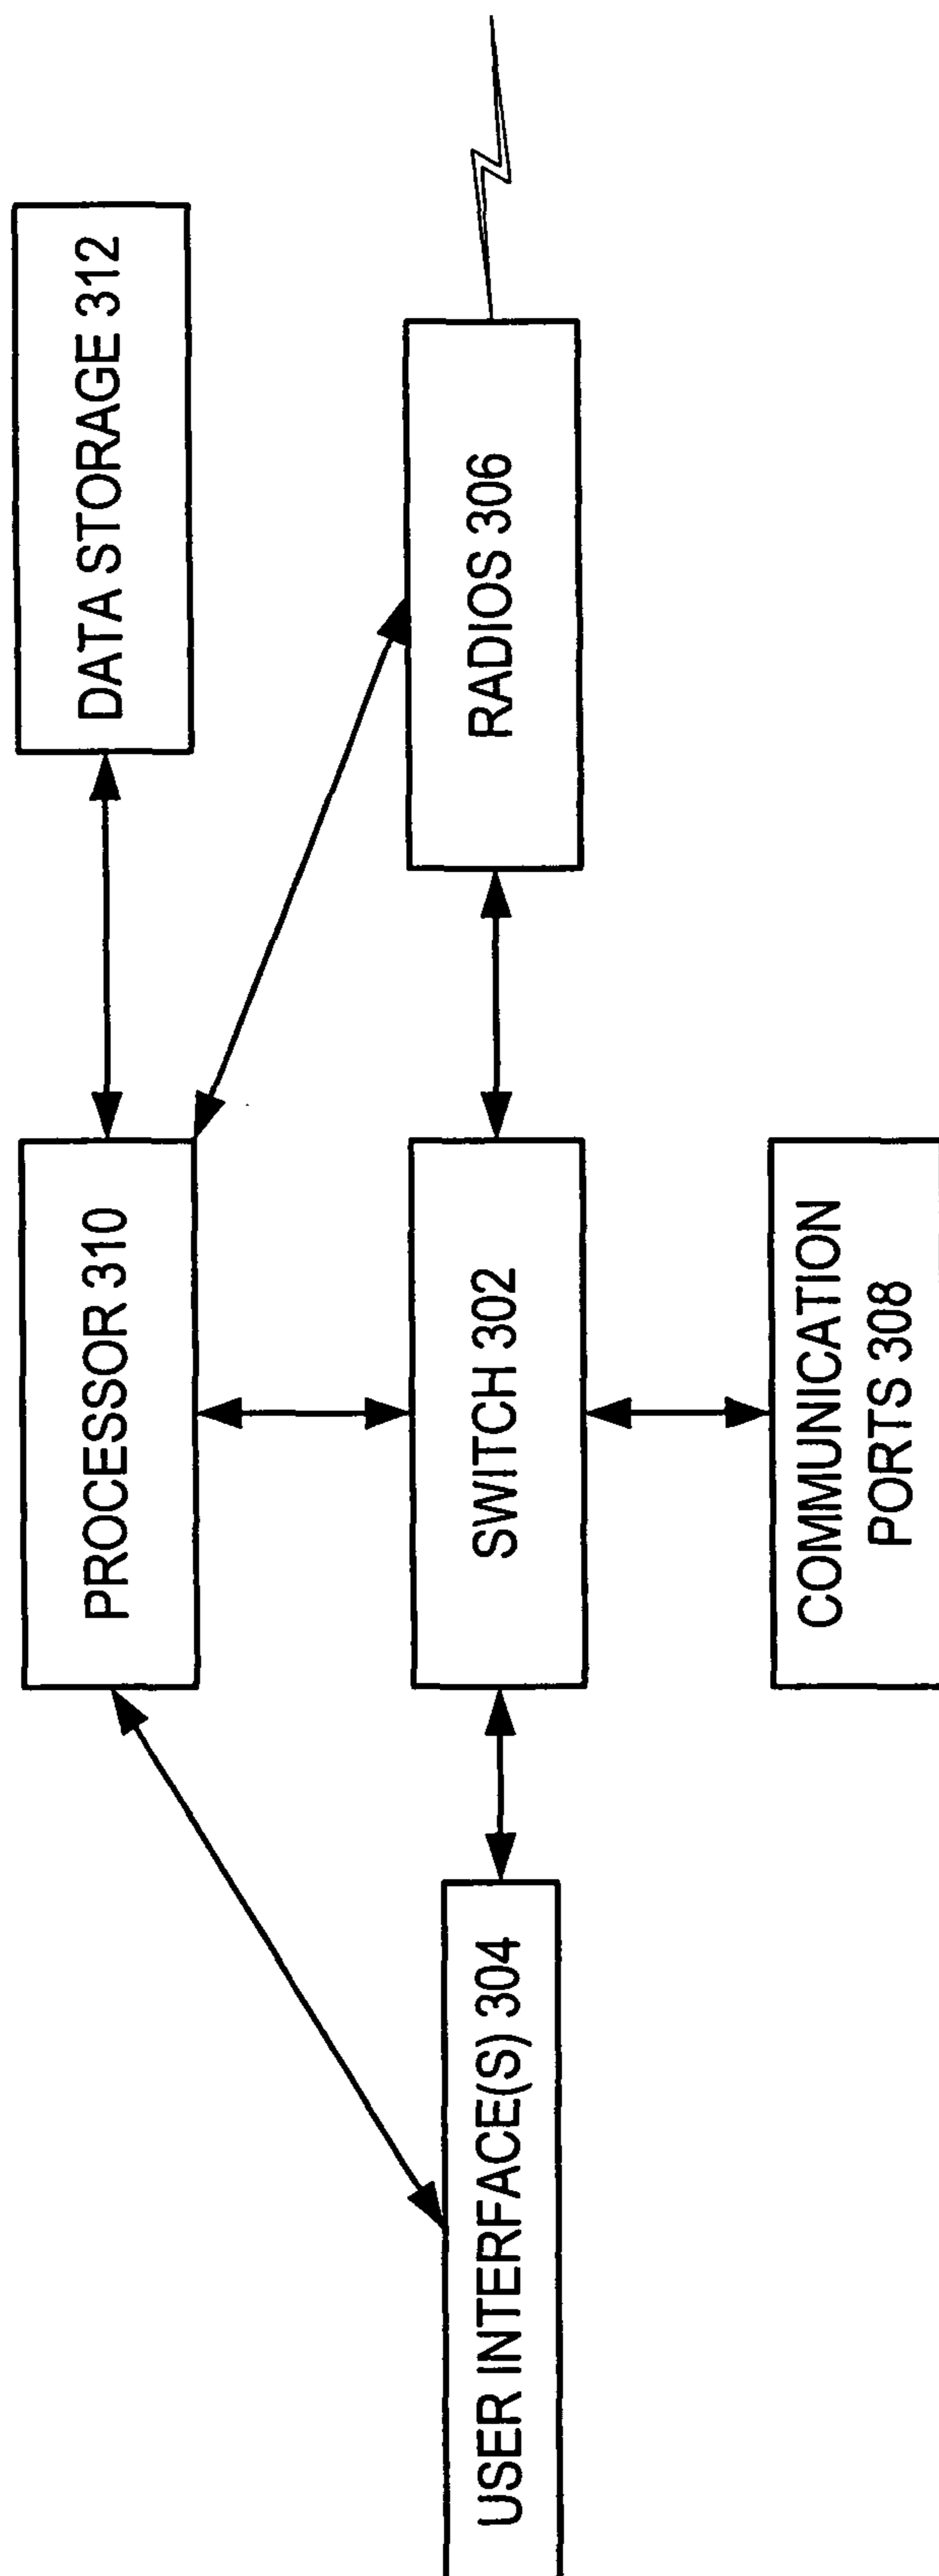 PROCESSOR 310
DATA STORAGE 312
USER INTERFACE(S) 304
SWITCH 302
RADIOS 306
COMMUNICATION
PORTS 308